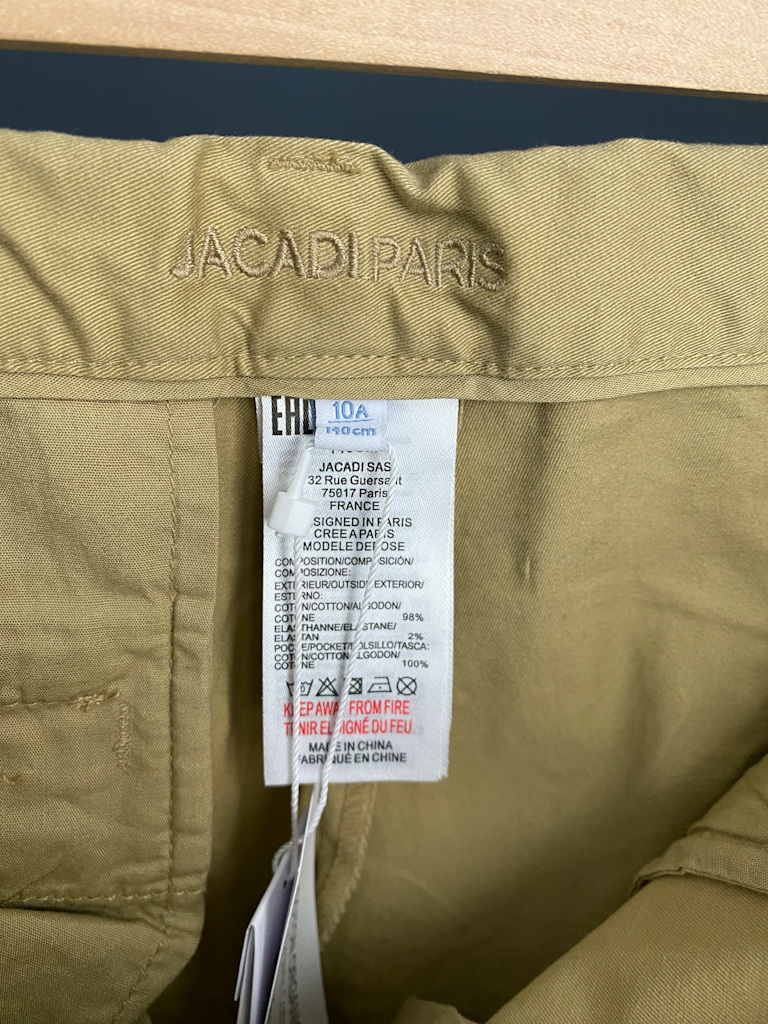 JACADI PARIS
10A
140cm
JACADI SAS
32 Rue Guersant
75017 Paris
FRANCE
IN PARIS
CREE A PARIS
MODELE DEPOSE
COMPOSITION/COMPOSICIÓN/
COMPOSIZIONE:
EXTERIEUR/OUTSIDE/EXTERIOR/
ESTERNO:
COTON/COTTON/ALGODON/
COTONE 98%
ELASTHANNE/ELASTANE/
ELASTAN 2%
POCHE/POCKET/BOLSILLO/TASCA:
COTON/COTTON/ALGODON/
COTONE 100%
KEEP AWAY FROM FIRE
TENIR ELOIGNÉ DU FEU
MADE IN CHINA
FABRIQUÉ EN CHINE